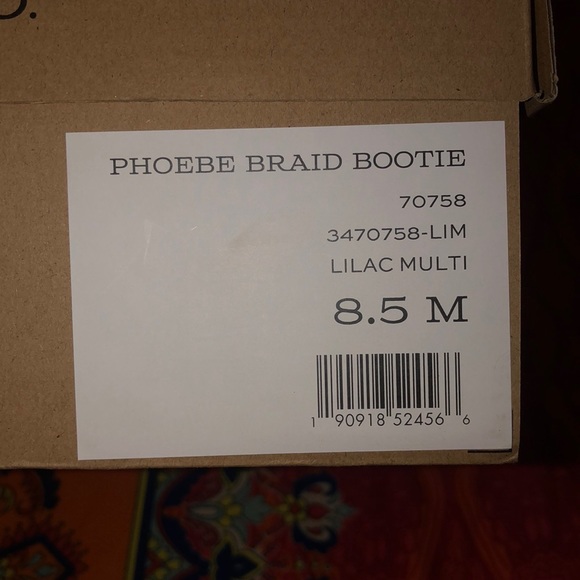 PHOEBE BRAID BOOTIE
70758
3470758-LIM
LILAC MULTI
8.5 M
1 90918 52456 6